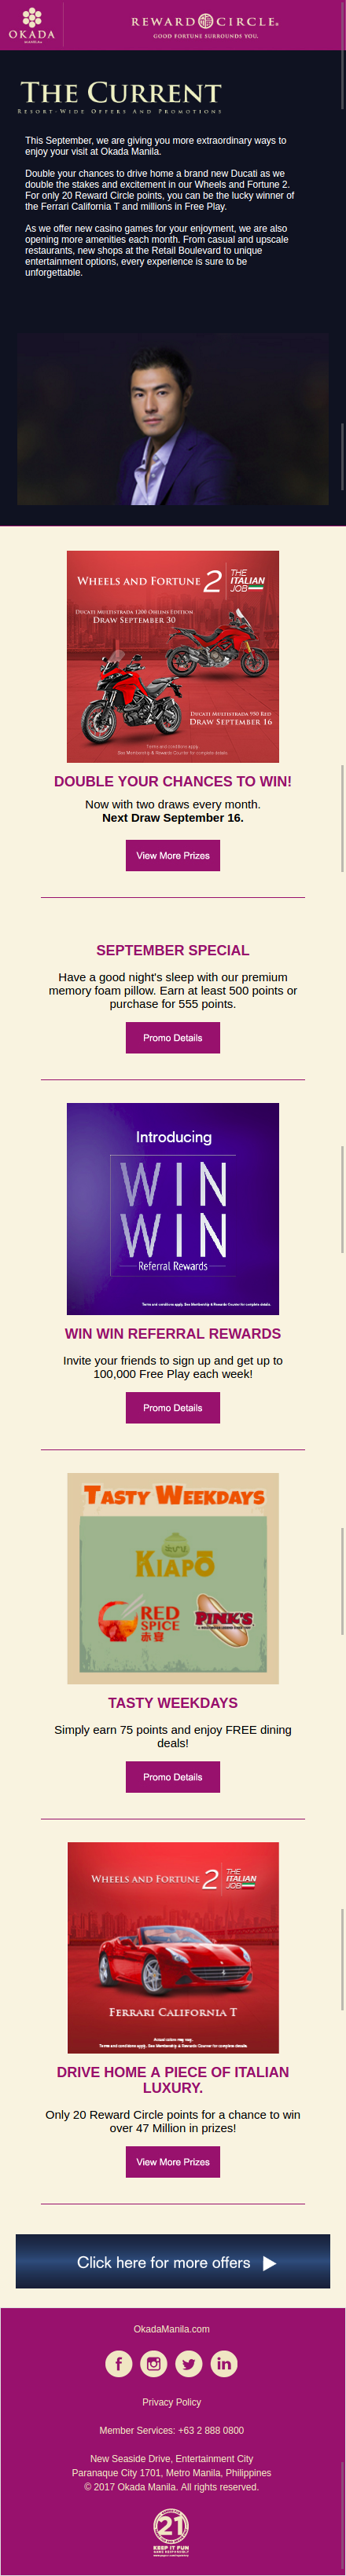 OKADA
MANILA
REWARD CIRCLE
GOOD FORTUNE SURROUNDS YOU.
THE CURRENT
RESORT-WIDE OFFERS AND PROMOTIONS
This September, we are giving you more extraordinary ways to
enjoy your visit at Okada Manila.
Double your chances to drive home a brand new Ducati as we
double the stakes and excitement in our Wheels and Fortune 2.
For only 20 Reward Circle points, you can be the lucky winner of
the Ferrari California T and millions in Free Play.
As we offer new casino games for your enjoyment, we are also
opening more amenities each month. From casual and upscale
restaurants, new shops at the Retail Boulevard to unique
entertainment options, every experience is sure to be
unforgettable.
WHEELS AND FORTUNE 2 THE ITALIAN JOB
DUCATI MULTISTRADA 1200 ONLINE EDITION
DRAW SEPTEMBER 30
DUCATI MULTISTRADA 950 RED
DRAW SEPTEMBER 16
Terms and conditions apply.
See Membership & Rewards Counter for complete details.
DOUBLE YOUR CHANCES TO WIN!
Now with two draws every month.
Next Draw September 16.
View More Prizes
SEPTEMBER SPECIAL
Have a good night's sleep with our premium
memory foam pillow. Earn at least 500 points or
purchase for 555 points.
Promo Details
Introducing
WIN
WIN
Referral Rewards
Terms and conditions apply. See Membership & Rewards Counter for complete details.
WIN WIN REFERRAL REWARDS
Invite your friends to sign up and get up to
100,000 Free Play each week!
Promo Details
TASTY WEEKDAYS
KIAPŌ
RED
SPICE
赤宴
PINK'S
TASTY WEEKDAYS
Simply earn 75 points and enjoy FREE dining
deals!
Promo Details
WHEELS AND FORTUNE 2 THE ITALIAN JOB
FERRARI CALIFORNIA T
Actual colors may vary.
Terms and conditions apply. See Membership & Rewards Counter for complete details.
DRIVE HOME A PIECE OF ITALIAN
LUXURY.
Only 20 Reward Circle points for a chance to win
over 47 Million in prizes!
View More Prizes
Click here for more offers
OkadaManila.com
Privacy Policy
Member Services: +63 2 888 0800
New Seaside Drive, Entertainment City
Paranaque City 1701, Metro Manila, Philippines
© 2017 Okada Manila. All rights reserved.
21
KEEP IT FUN